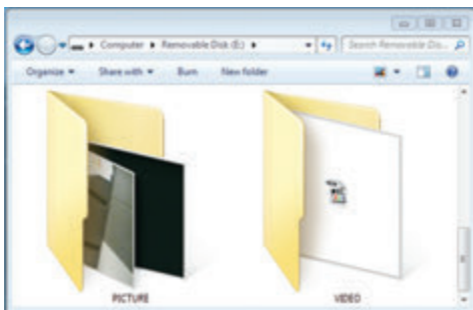 Computer ▸ Removable Disk (E:) ▸ Search Removable Dis...
Organize ▾ Share with ▾ Burn New folder
PICTURE VIDEO